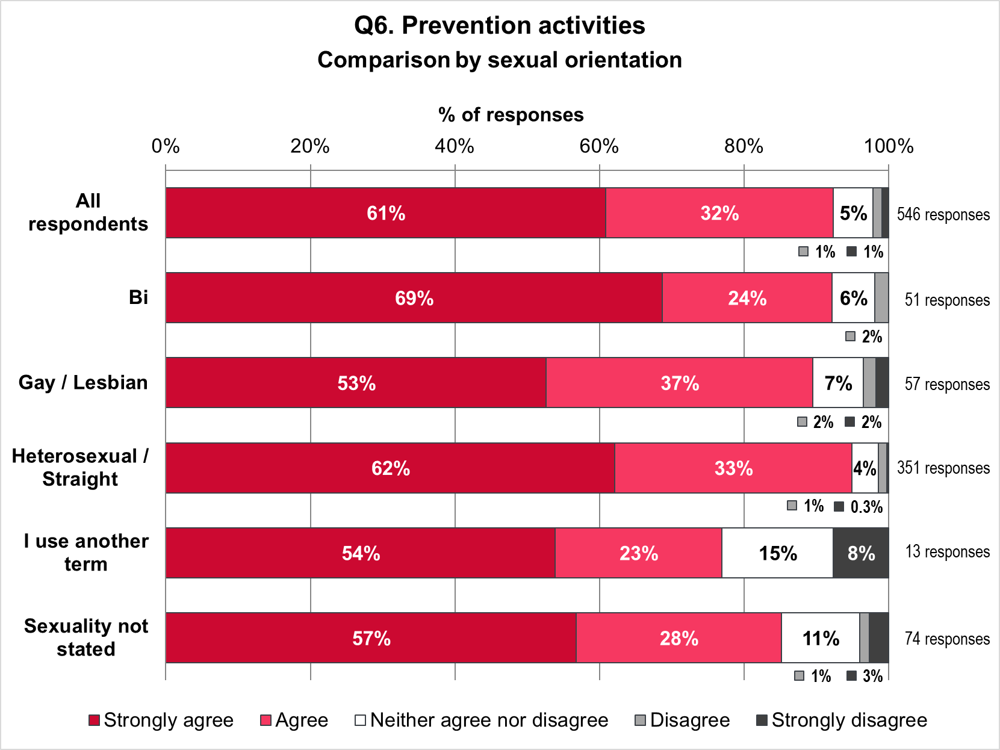 Q6. Prevention activities
Comparison by sexual orientation
% of responses
0% 20% 40% 60% 80% 100%
All
respondents
61% 32% 5% 546 responses
1% 1%
Bi 69% 24% 6% 51 responses
2%
Gay / Lesbian 53% 37% 7% 57 responses
2% 2%
Heterosexual /
Straight
62% 33% 4% 351 responses
1% 0.3%
I use another
term
54% 23% 15% 8% 13 responses
Sexuality not
stated
57% 28% 11% 74 responses
1% 3%
Strongly agree Agree Neither agree nor disagree Disagree Strongly disagree